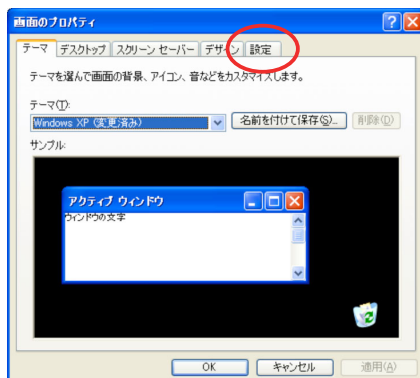 画面のプロパティ
テーマ デスクトップ スクリーン セーバー デザイン 設定
テーマを選んで画面の背景、アイコン、音などをカスタマイズします。
テーマ(T):
Windows XP (変更済み) 名前を付けて保存(S)... 削除(D)
サンプル:
アクティブ ウィンドウ
ウィンドウの文字
OK キャンセル 適用(A)